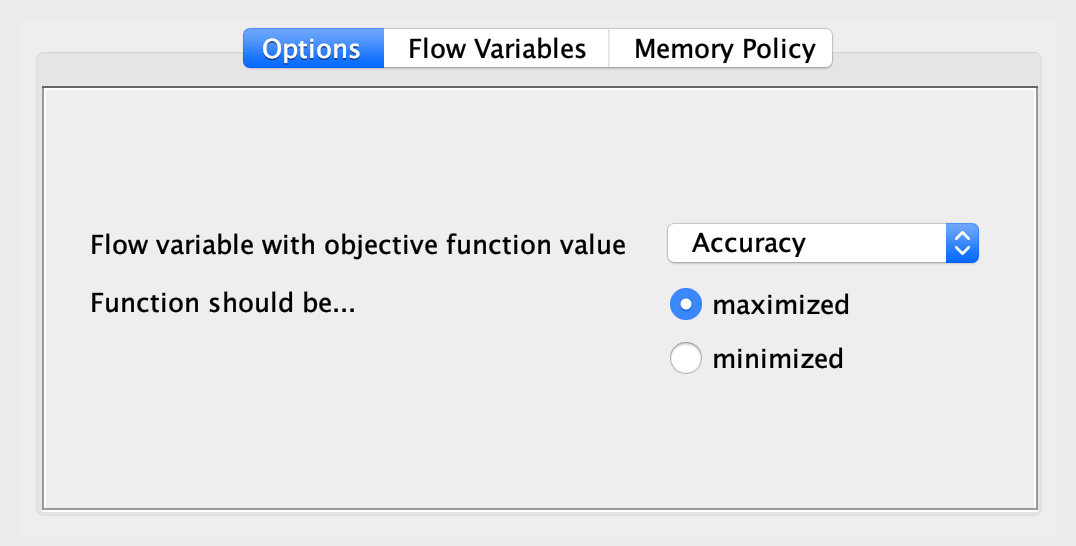 Options Flow Variables Memory Policy
Flow variable with objective function value Accuracy
Function should be... maximized
minimized